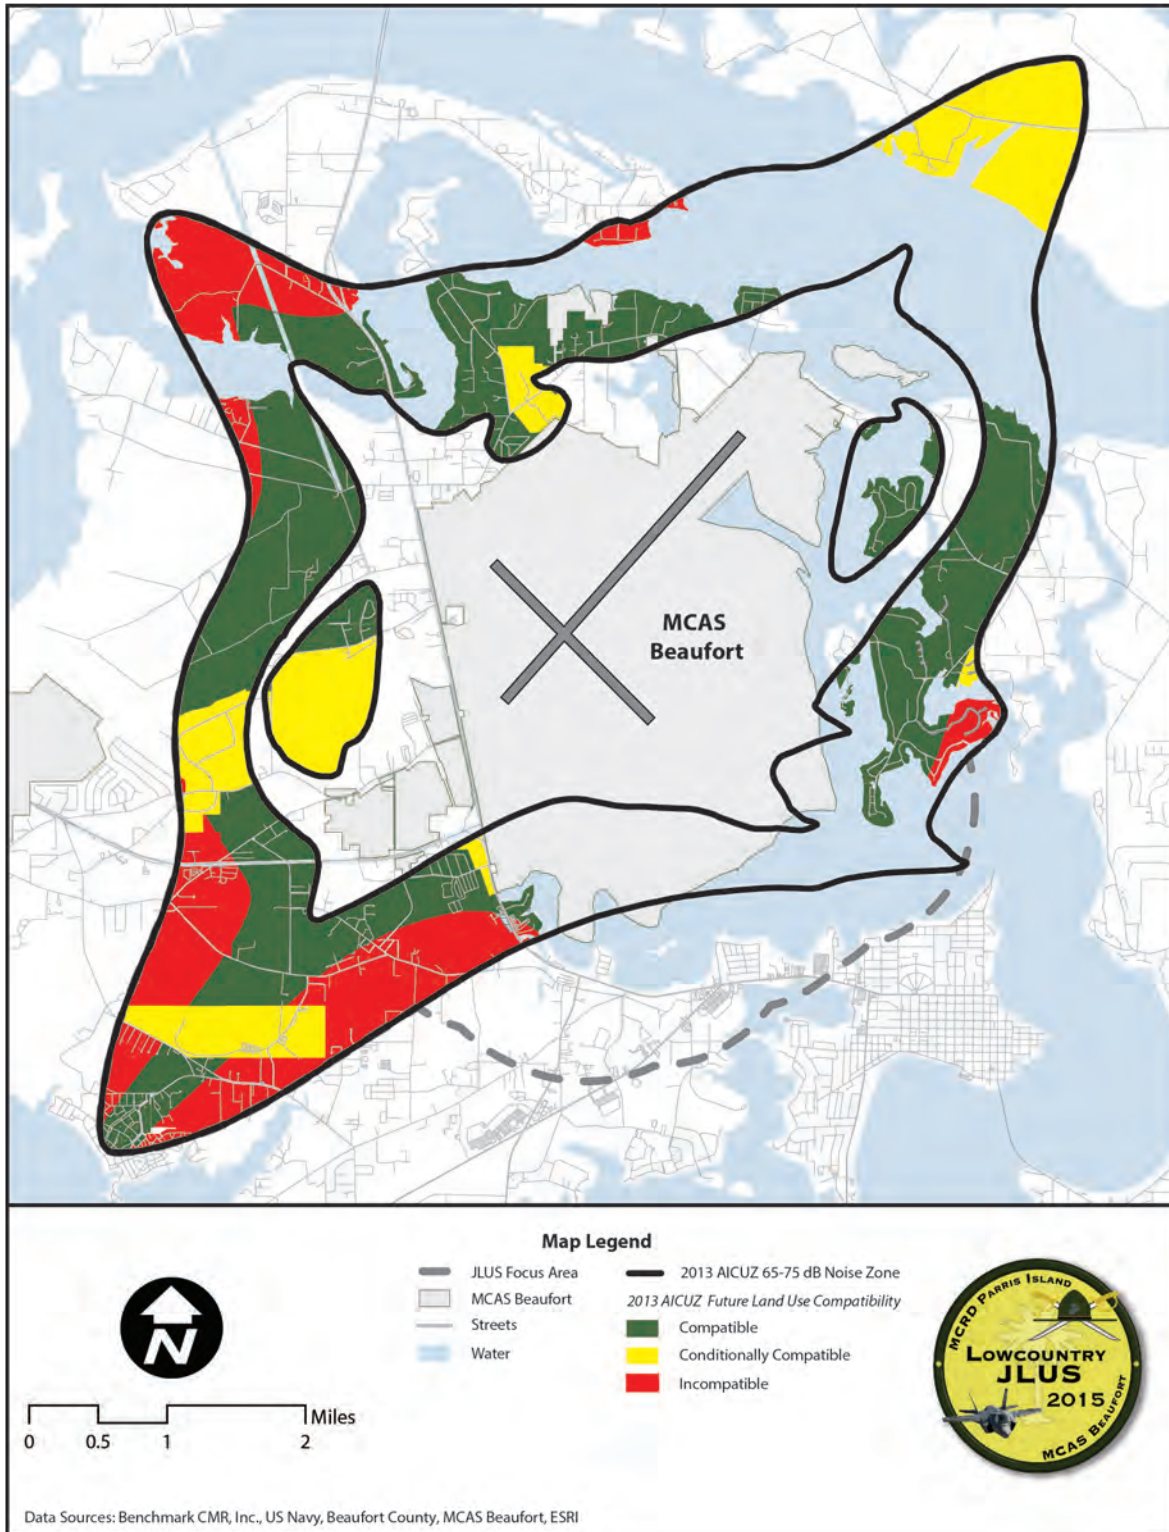 MCAS
Beaufort
Map Legend
JLUS Focus Area
MCAS Beaufort
Streets
Water
2013 AICUZ 65-75 dB Noise Zone
2013 AICUZ Future Land Use Compatibility
Compatible
Conditionally Compatible
Incompatible
N
Miles
0 0.5 1 2
MCRD PARRIS ISLAND
LOWCOUNTRY
JLUS
2015
MCAS BEAUFORT
Data Sources: Benchmark CMR, Inc., US Navy, Beaufort County, MCAS Beaufort, ESRI